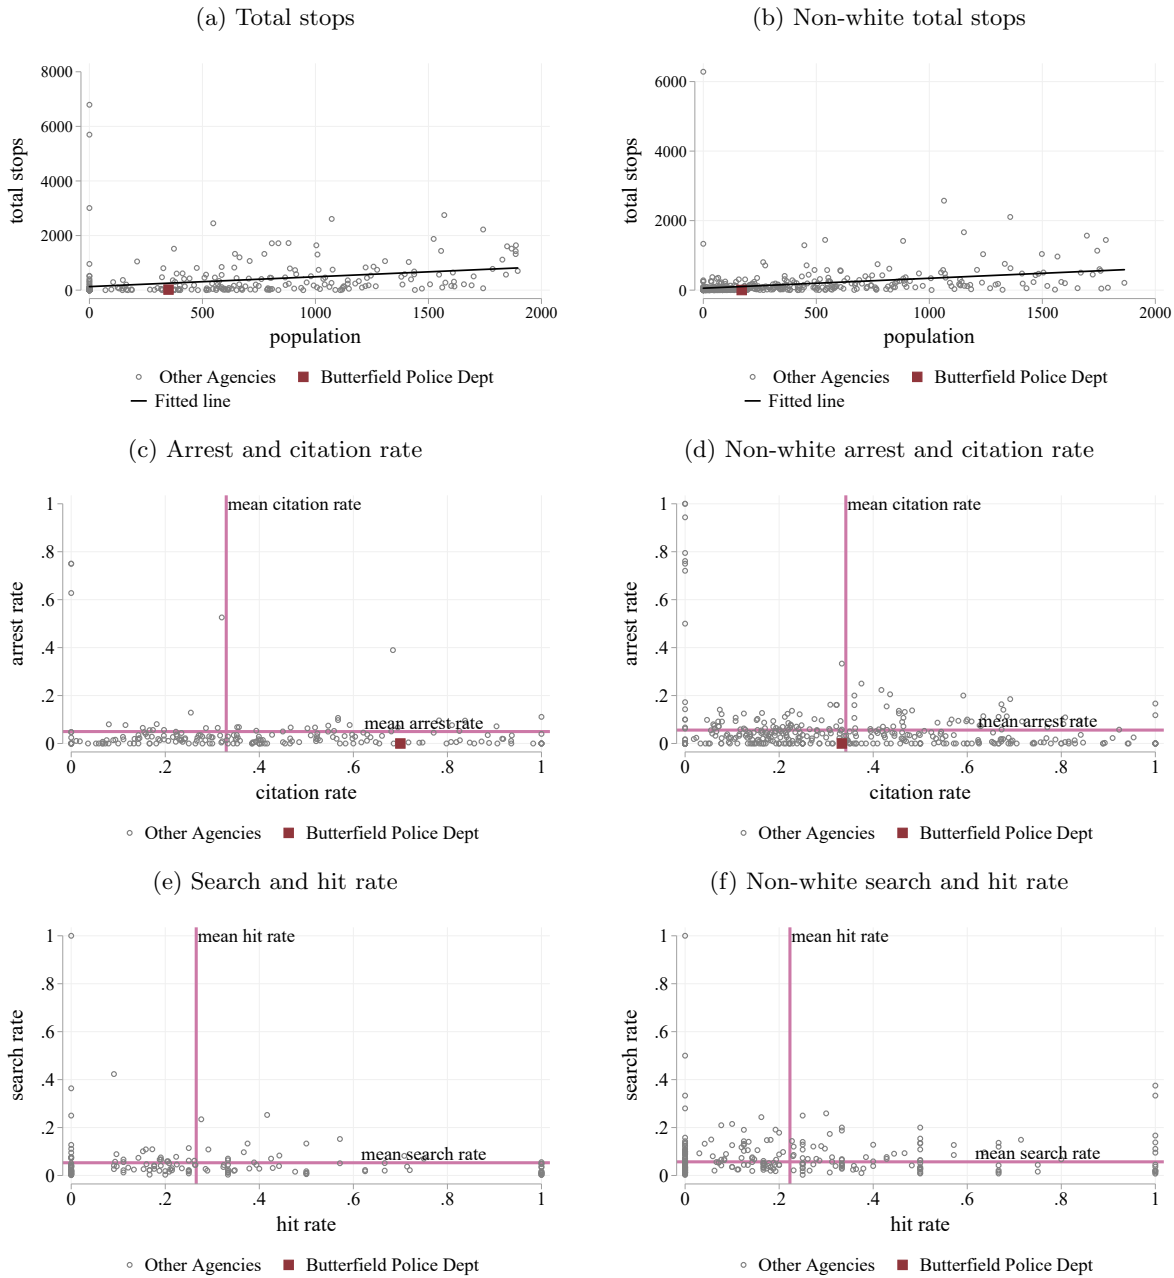 (a) Total stops
(b) Non-white total stops
8000
6000
4000
2000
0
total stops
0 500 1000 1500 2000
population
Other Agencies Butterfield Police Dept
Fitted line
6000
4000
2000
0
total stops
0 500 1000 1500 2000
population
Other Agencies Butterfield Police Dept
Fitted line
(c) Arrest and citation rate
(d) Non-white arrest and citation rate
1
.8
.6
.4
.2
0
arrest rate
mean citation rate
mean arrest rate
0 .2 .4 .6 .8 1
citation rate
Other Agencies Butterfield Police Dept
1
.8
.6
.4
.2
0
arrest rate
mean citation rate
mean arrest rate
0 .2 .4 .6 .8 1
citation rate
Other Agencies Butterfield Police Dept
(e) Search and hit rate
(f) Non-white search and hit rate
1
.8
.6
.4
.2
0
search rate
mean hit rate
mean search rate
0 .2 .4 .6 .8 1
hit rate
Other Agencies Butterfield Police Dept
1
.8
.6
.4
.2
0
search rate
mean hit rate
mean search rate
0 .2 .4 .6 .8 1
hit rate
Other Agencies Butterfield Police Dept